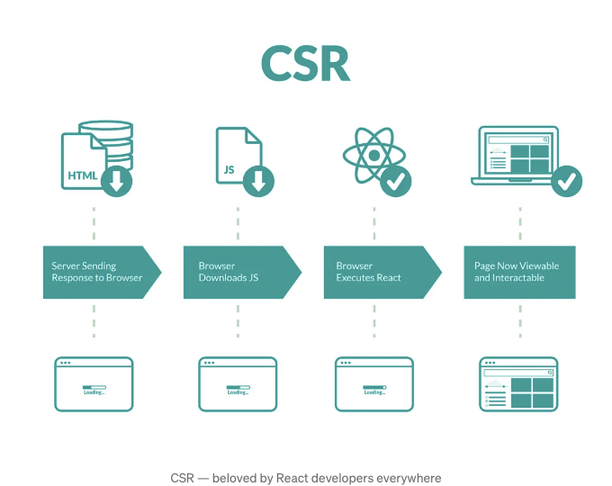 CSR
HTML
JS
Server Sending
Response to Browser
Browser
Downloads JS
Browser
Executes React
Page Now Viewable
and Interactable
Loading...
Loading...
Loading...
CSR — beloved by React developers everywhere